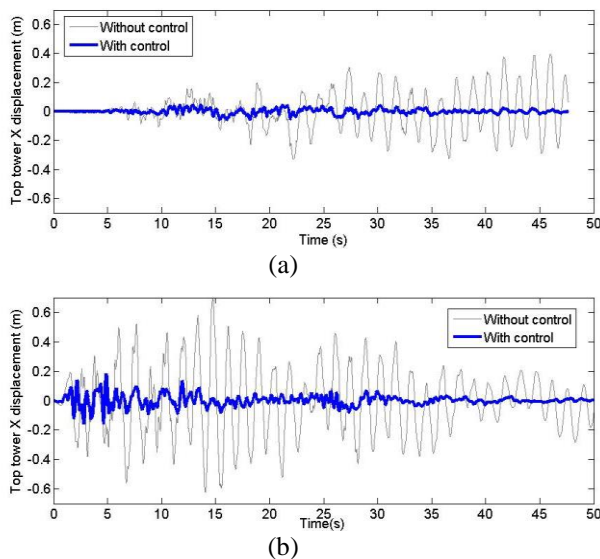 Top tower X displacement (m)
0.6
0.4
0.2
0
-0.2
-0.4
-0.6
Without control
With control
0 5 10 15 20 25 30 35 40 45 50
Time (s)
(a)
Top tower X displacement (m)
0.6
0.4
0.2
0
-0.2
-0.4
-0.6
Without control
With control
0 5 10 15 20 25 30 35 40 45 50
Time(s)
(b)